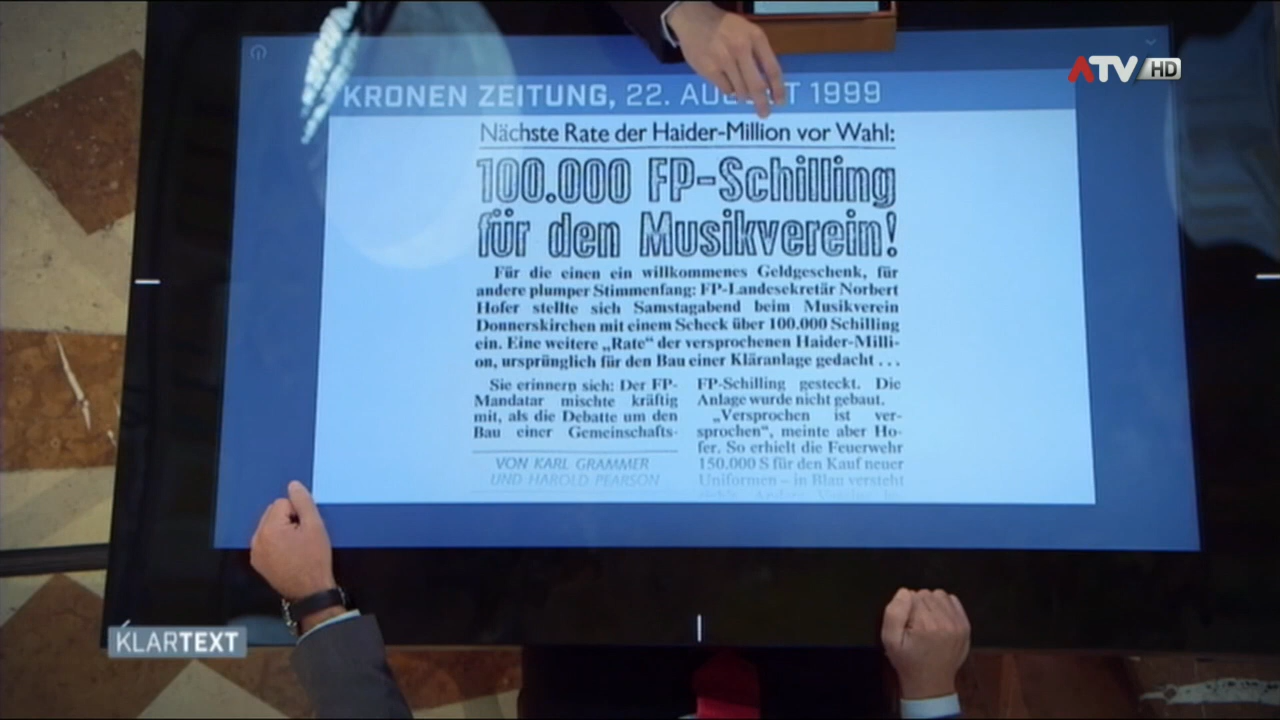 ATV HD
KRONEN ZEITUNG, 22. AUGUST 1999
Nächste Rate der Haider-Million vor Wahl:
100.000 FP-Schilling
für den Musikverein!
Für die einen ein willkommenes Geldgeschenk, für
andere plumper Stimmenfang: FP-Landesekretär Norbert
Hofer stellte sich Samstagabend beim Musikverein
Donnerskirchen mit einem Scheck über 100.000 Schilling
ein. Eine weitere „Rate“ der versprochenen Haider-Milli-
on, ursprünglich für den Bau einer Kläranlage gedacht . . .
Sie erinnern sich: Der FP-
Mandatar mischte kräftig
mit, als die Debatte um den
Bau einer Gemeinschafts-
VON KARL GRAMMER
UND HAROLD PEARSON
FP-Schilling gesteckt. Die
Anlage wurde nicht gebaut.
„Versprochen ist ver-
sprochen“, meinte aber Ho-
fer. So erhielt die Feuerwehr
150.000 S für den Kauf neuer
Uniformen – in Blau versteht
KLARTEXT